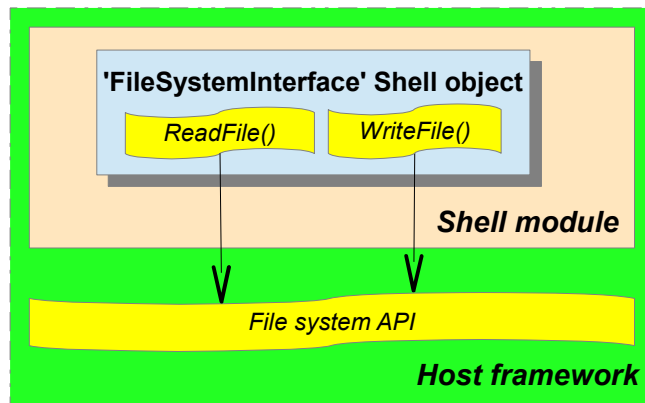 'FileSystemInterface' Shell object
ReadFile()
WriteFile()
Shell module
File system API
Host framework